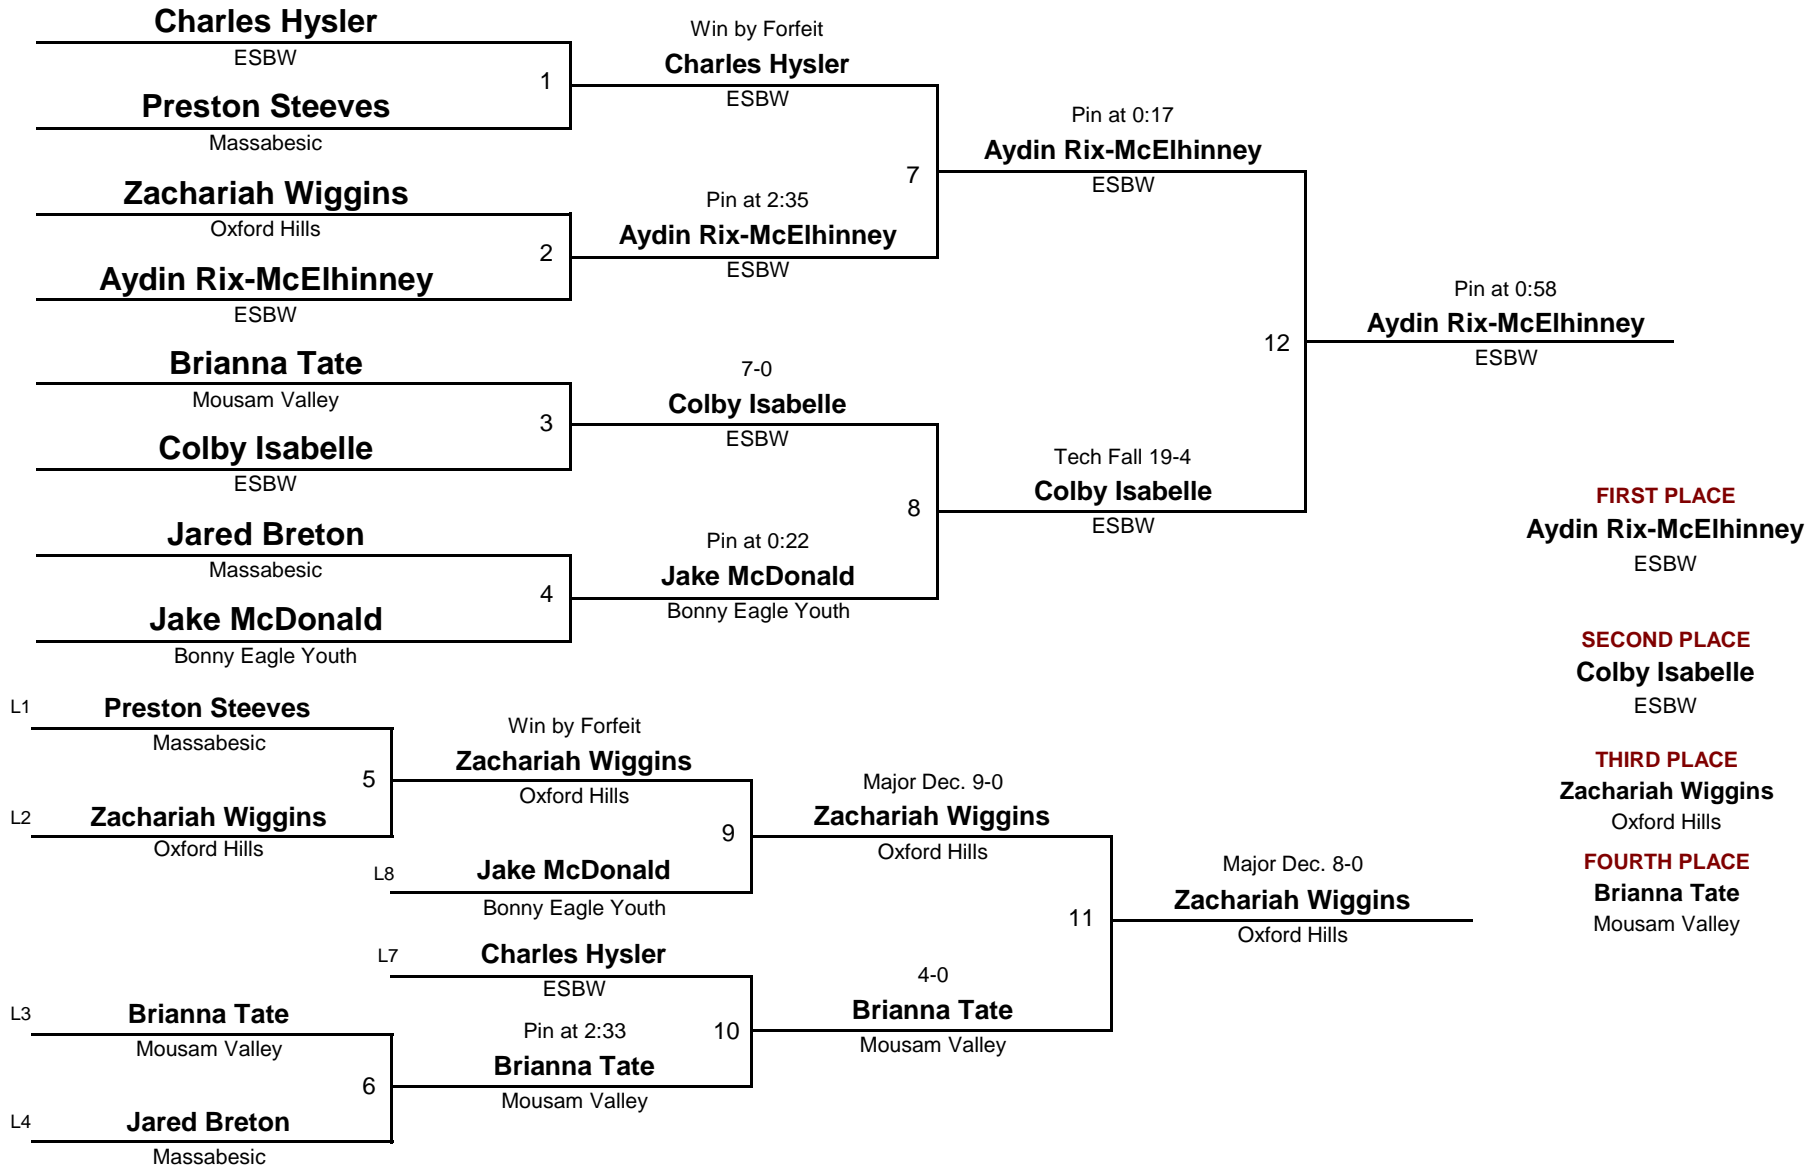 Charles Hysler
ESBW
1
Preston Steeves
Massabesic
Zachariah Wiggins
Oxford Hills
2
Aydin Rix-McElhinney
ESBW
Brianna Tate
Mousam Valley
3
Colby Isabelle
ESBW
Jared Breton
Massabesic
4
Jake McDonald
Bonny Eagle Youth
Win by Forfeit
Charles Hysler
ESBW
7
Pin at 2:35
Aydin Rix-McElhinney
ESBW
7-0
Colby Isabelle
ESBW
8
Pin at 0:22
Jake McDonald
Bonny Eagle Youth
Pin at 0:17
Aydin Rix-McElhinney
ESBW
12
Tech Fall 19-4
Colby Isabelle
ESBW
Pin at 0:58
Aydin Rix-McElhinney
ESBW
L1
Preston Steeves
Massabesic
5
L2
Zachariah Wiggins
Oxford Hills
Win by Forfeit
Zachariah Wiggins
Oxford Hills
9
L8
Jake McDonald
Bonny Eagle Youth
L7
Charles Hysler
ESBW
10
L3
Brianna Tate
Mousam Valley
6
L4
Jared Breton
Massabesic
Pin at 2:33
Brianna Tate
Mousam Valley
Major Dec. 9-0
Zachariah Wiggins
Oxford Hills
11
4-0
Brianna Tate
Mousam Valley
Major Dec. 8-0
Zachariah Wiggins
Oxford Hills
FIRST PLACE
Aydin Rix-McElhinney
ESBW
SECOND PLACE
Colby Isabelle
ESBW
THIRD PLACE
Zachariah Wiggins
Oxford Hills
FOURTH PLACE
Brianna Tate
Mousam Valley